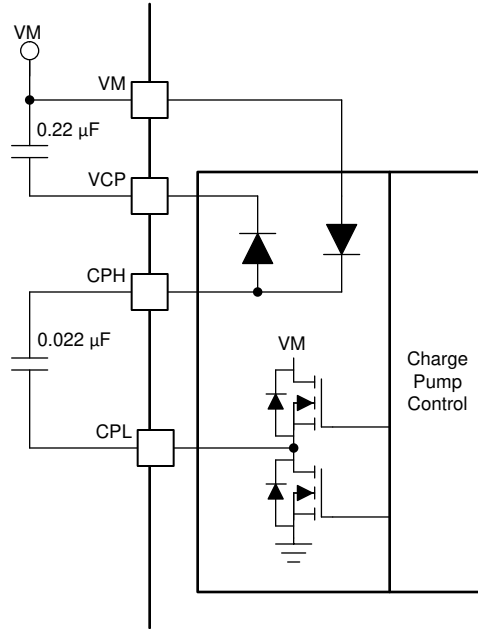 VM
VM
0.22 µF
VCP
CPH
0.022 µF
VM
Charge
Pump
Control
CPL